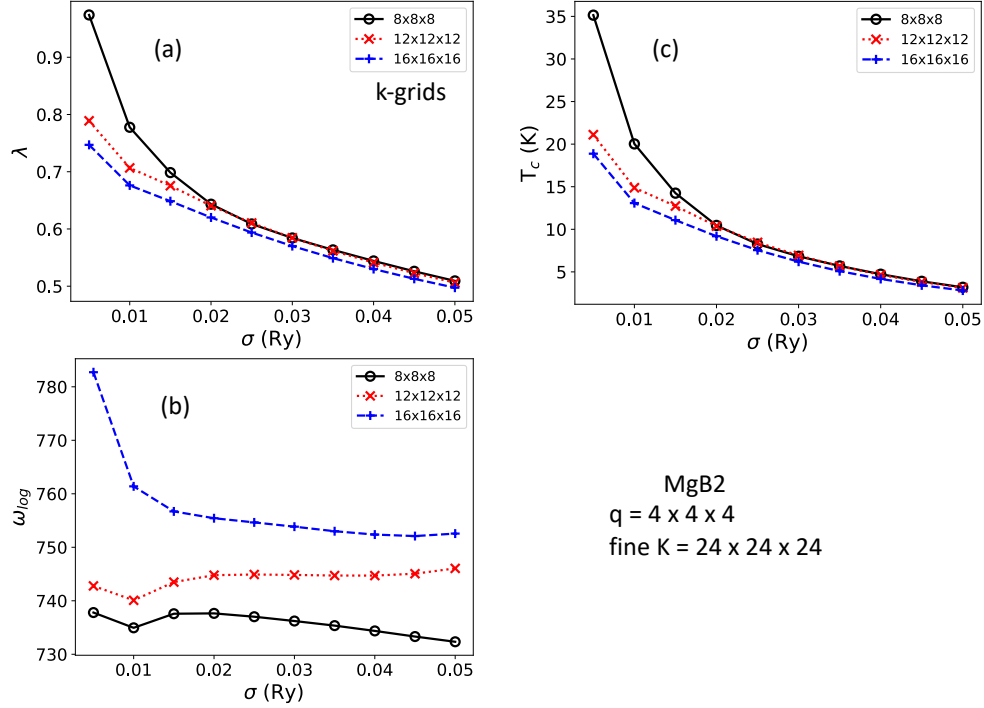 8x8x8
12x12x12
16x16x16
(a)
k-grids
0.9
0.8
0.7
0.6
0.5
λ
0.01 0.02 0.03 0.04 0.05
σ (Ry)
8x8x8
12x12x12
16x16x16
(c)
35
30
25
20
15
10
5
T_c (K)
0.01 0.02 0.03 0.04 0.05
σ (Ry)
8x8x8
12x12x12
16x16x16
(b)
780
770
760
750
740
730
ω_log
0.01 0.02 0.03 0.04 0.05
σ (Ry)
MgB2
q = 4 x 4 x 4
fine K = 24 x 24 x 24